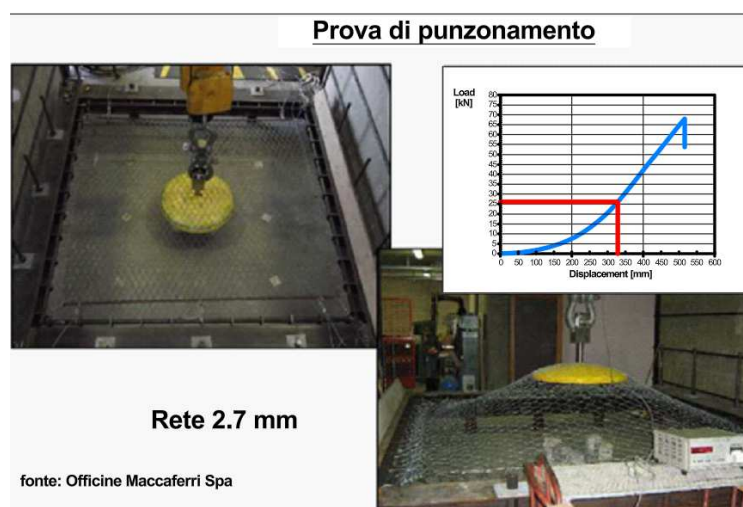 Prova di punzonamento
Load
[kN]
80
75
70
65
60
55
50
45
40
35
30
25
20
15
10
5
0
0 50 100 150 200 250 300 350 400 450 500 550 600
Displacement [mm]
Rete 2.7 mm
fonte: Officine Maccaferri Spa